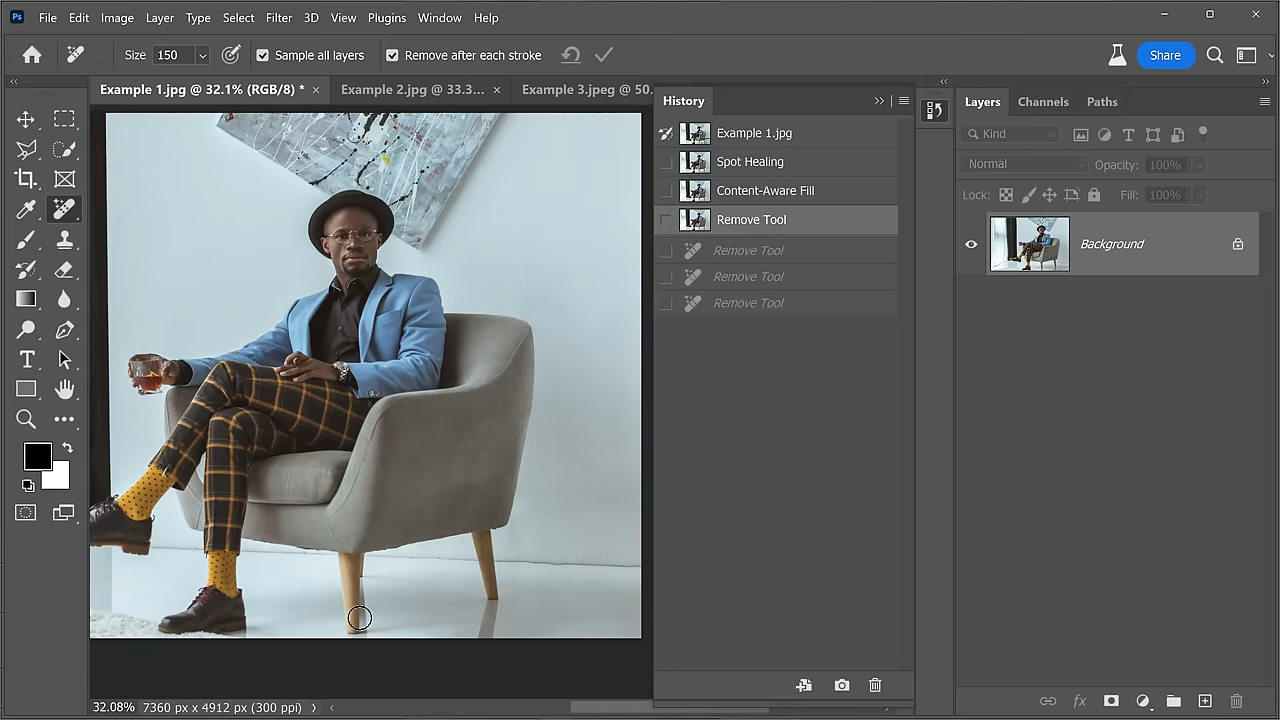 Ps File Edit Image Layer Type Select Filter 3D View Plugins Window Help
Size 150 Sample all layers Remove after each stroke Share
Example 1.jpg @ 32.1% (RGB/8) * × Example 2.jpg @ 33.3... × Example 3.jpeg @ 50.
History
Layers Channels Paths
Example 1.jpg
Kind
Spot Healing
Normal Opacity: 100%
Content-Aware Fill
Lock: Fill: 100%
Remove Tool
Background
Remove Tool
Remove Tool
Remove Tool
T
fx
32.08% 7360 px x 4912 px (300 ppi)